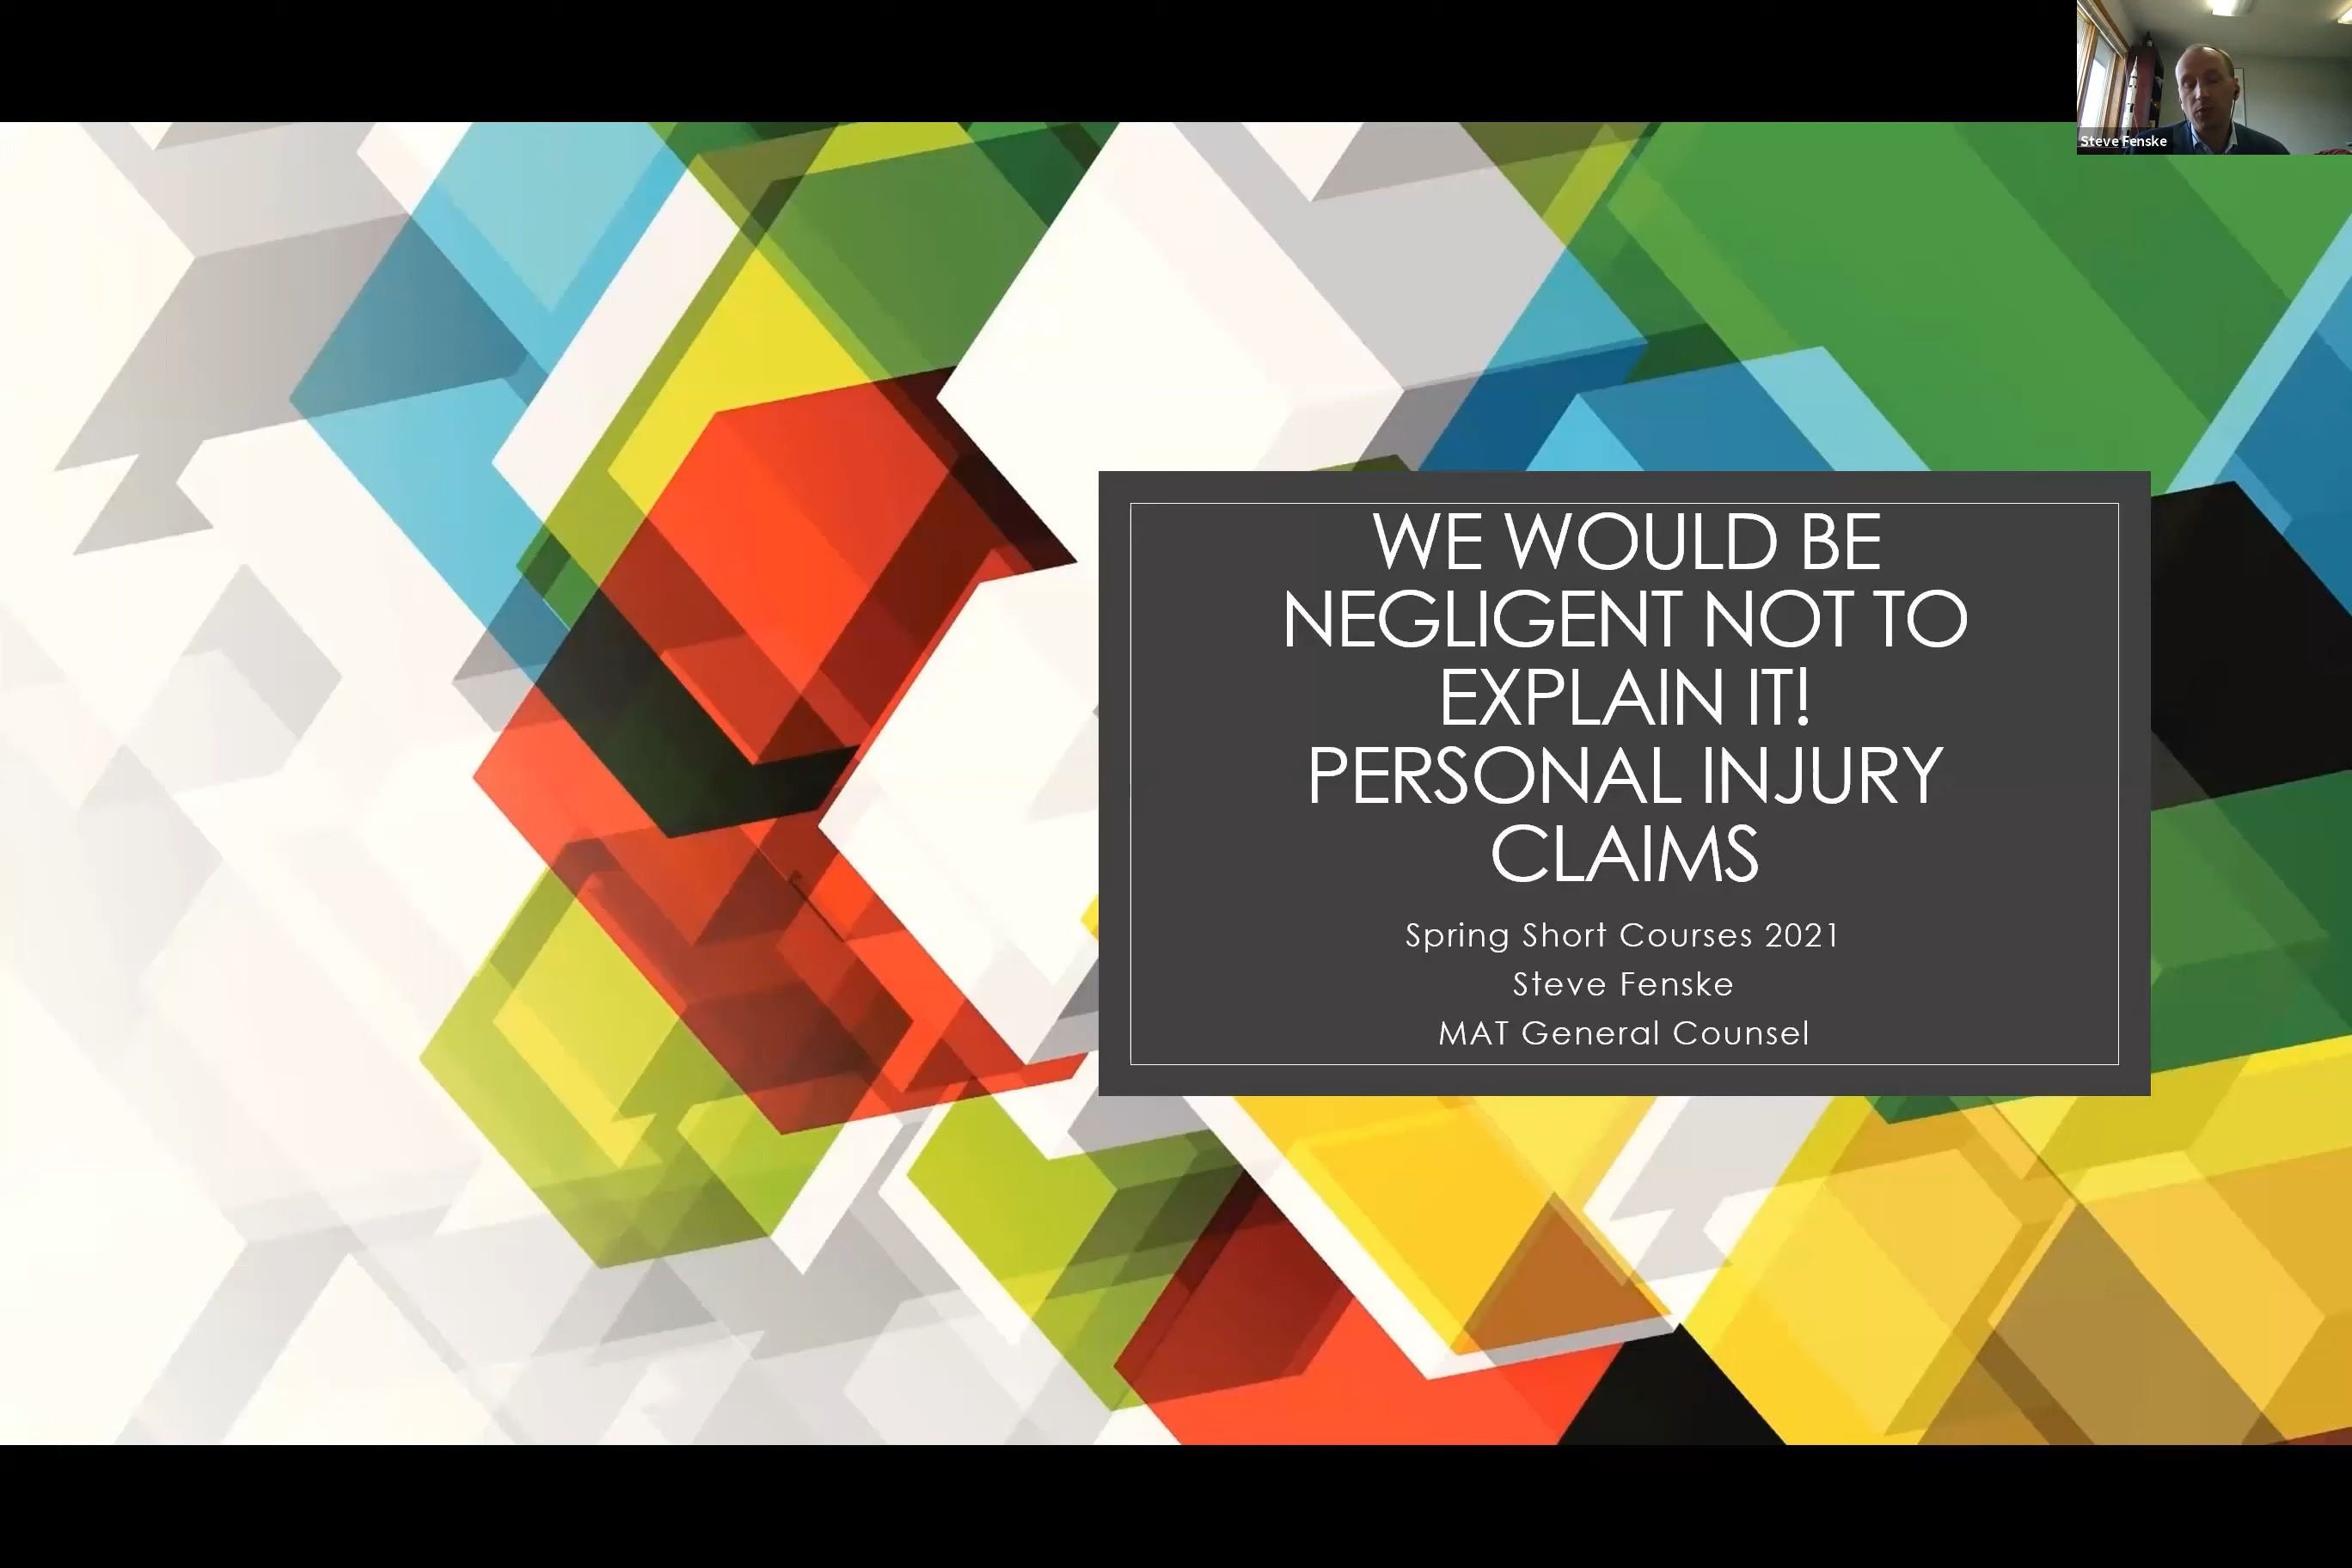 Steve Fenske
WE WOULD BE
NEGLIGENT NOT TO
EXPLAIN IT!
PERSONAL INJURY
CLAIMS
Spring Short Courses 2021
Steve Fenske
MAT General Counsel